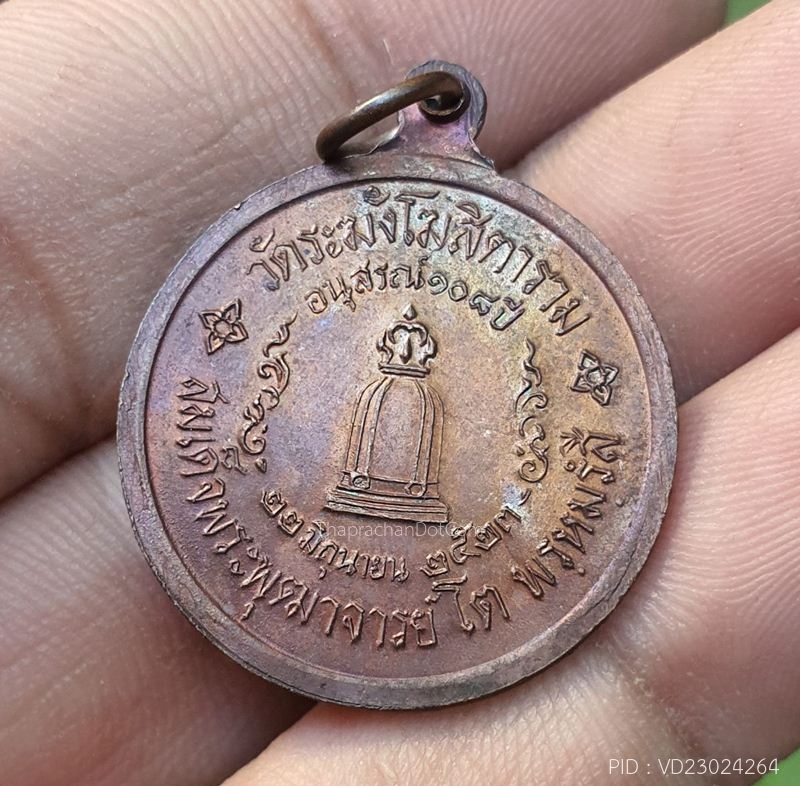 วัดระฆังโฆสิตาราม
อนุสรณ์๑๐๘ปี
๒๒ มิถุนายน ๒๕๒๓
สมเด็จพระพุฒาจารย์ โต พรหมรํสี
ThaprachanDotCom
PID : VD23024264